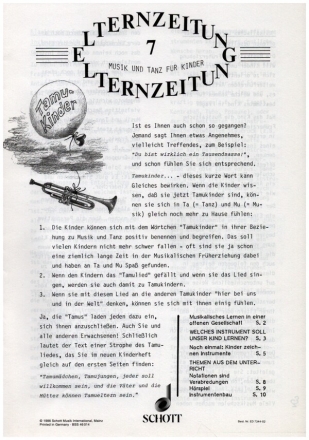 ELTERNZEITUNG
7
MUSIK UND TANZ FÜR KINDER
ELTERNZEITUNG
Tamu-
Kinder
Ist es Ihnen auch schon so gegangen?
Jemand sagt Ihnen etwas Angenehmes,
vielleicht Treffendes, zum Beispiel:
"Du bist wirklich ein Tausendsassa!",
und schon fühlen Sie sich entsprechend.
Tamukinder... - dieses kurze Wort kann
Gleiches bewirken. Wenn die Kinder wis-
sen, daß sie jetzt Tamukinder sind, kön-
nen sie sich in Ta (= Tanz) und Mu (= Mu-
sik) gleich noch mehr zu Hause fühlen:
1. Die Kinder können sich mit dem Wörtchen "Tamukinder" in ihrer Bezie-
hung zu Musik und Tanz positiv benennen und begreifen. Das soll
vielen Kindern nicht mehr schwer fallen - oft sind sie ja schon
eine ziemlich lange Zeit in der Musikalischen Früherziehung dabei
und haben an Ta und Mu Spaß gefunden.
2. Wenn den Kindern das "Tamulied" gefällt und wenn sie das Lied sin-
gen, werden sie auch damit zu Tamukindern.
3. Wenn sie mit diesem Lied an die anderen Tamukinder "hier bei uns
und in der Welt" denken, können sie sich mit ihnen einig fühlen.
Ja, die "Tamus" laden jeden dazu ein,
sich ihnen anzuschließen. Auch Sie und
alle anderen Erwachsenen! Schließlich
lautet der Text einer Strophe des Tamu-
liedes, das Sie im neuen Kinderheft
gleich auf den ersten Seiten finden:
"Tamumädchen, Tamujungen, jeder soll
willkommen sein, und die Väter und die
Mütter können Tamueltern sein."
Musikalisches Lernen in einer
offenen Gesellschaft S. 2
WELCHES INSTRUMENT SOLL
UNSER KIND LERNEN? S. 3
Noch einmal: Kinder zeich-
nen Instrumente S. 5
THEMEN AUS DEM UNTER-
RICHT
Notationen sind
Verabredungen S. 8
Hörspiel S. 9
Instrumentenbau S. 10
SCHOTT